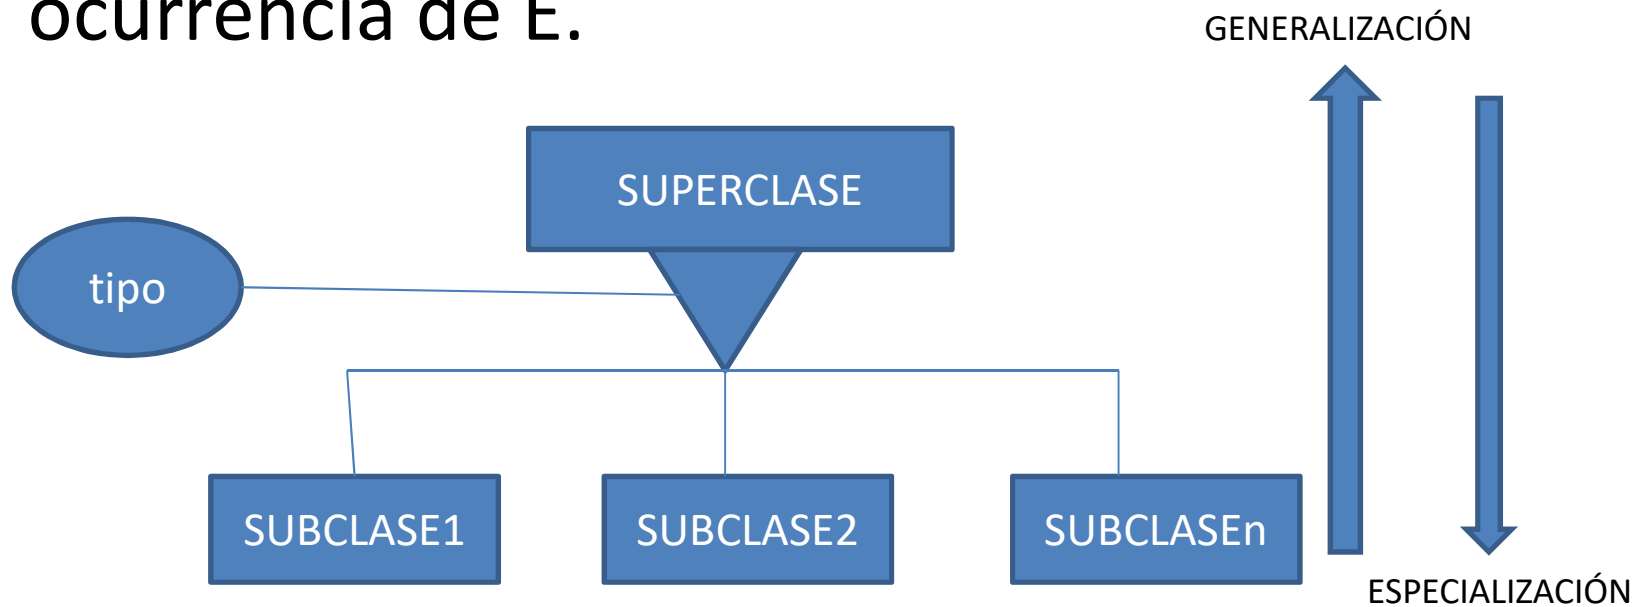 ocurrencia de E.
GENERALIZACIÓN
SUPERCLASE
tipo
SUBCLASE1
SUBCLASE2
SUBCLASEn
ESPECIALIZACIÓN